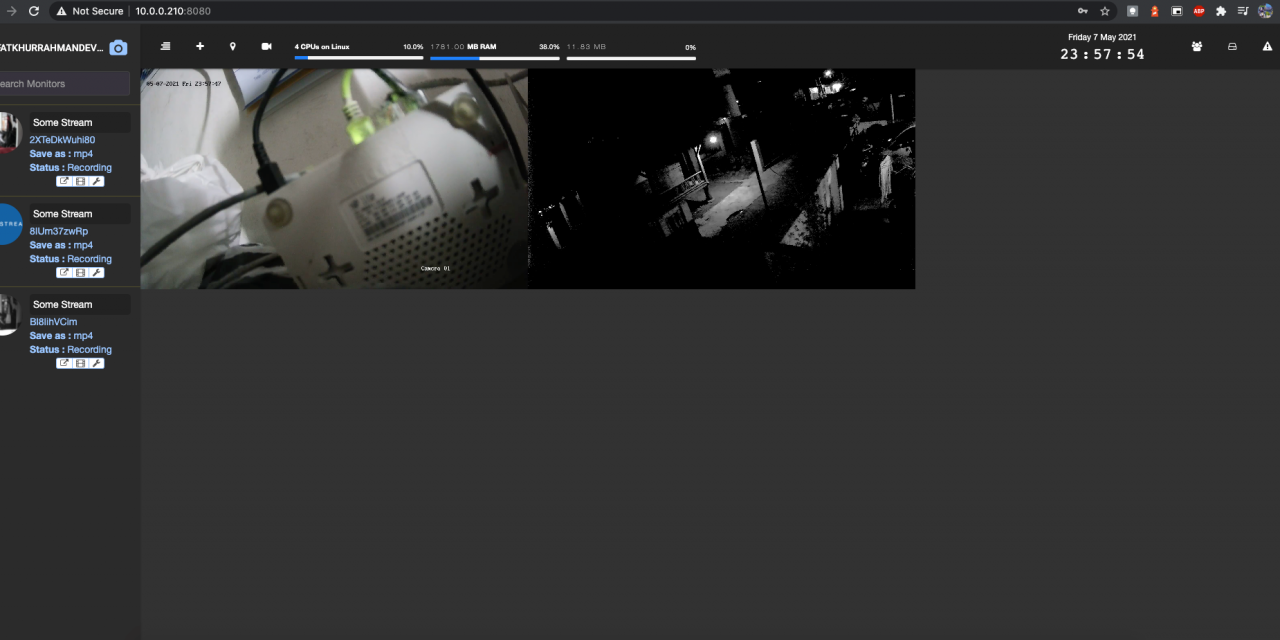 Not Secure
10.0.0.210:8080
ATKHURRAHMANDEV...
4 CPUs on Linux 10.0%
1781.00 MB RAM 38.0%
11.83 MB 0%
Friday 7 May 2021
23:57:54
earch Monitors
Some Stream
2XTeDkWuhi80
Save as : mp4
Status : Recording
STREA
Some Stream
8IUm37zwRp
Save as : mp4
Status : Recording
Some Stream
BI8IihVCim
Save as : mp4
Status : Recording
05-07-2021 Fri 23:57:47
Camera 01
ABP